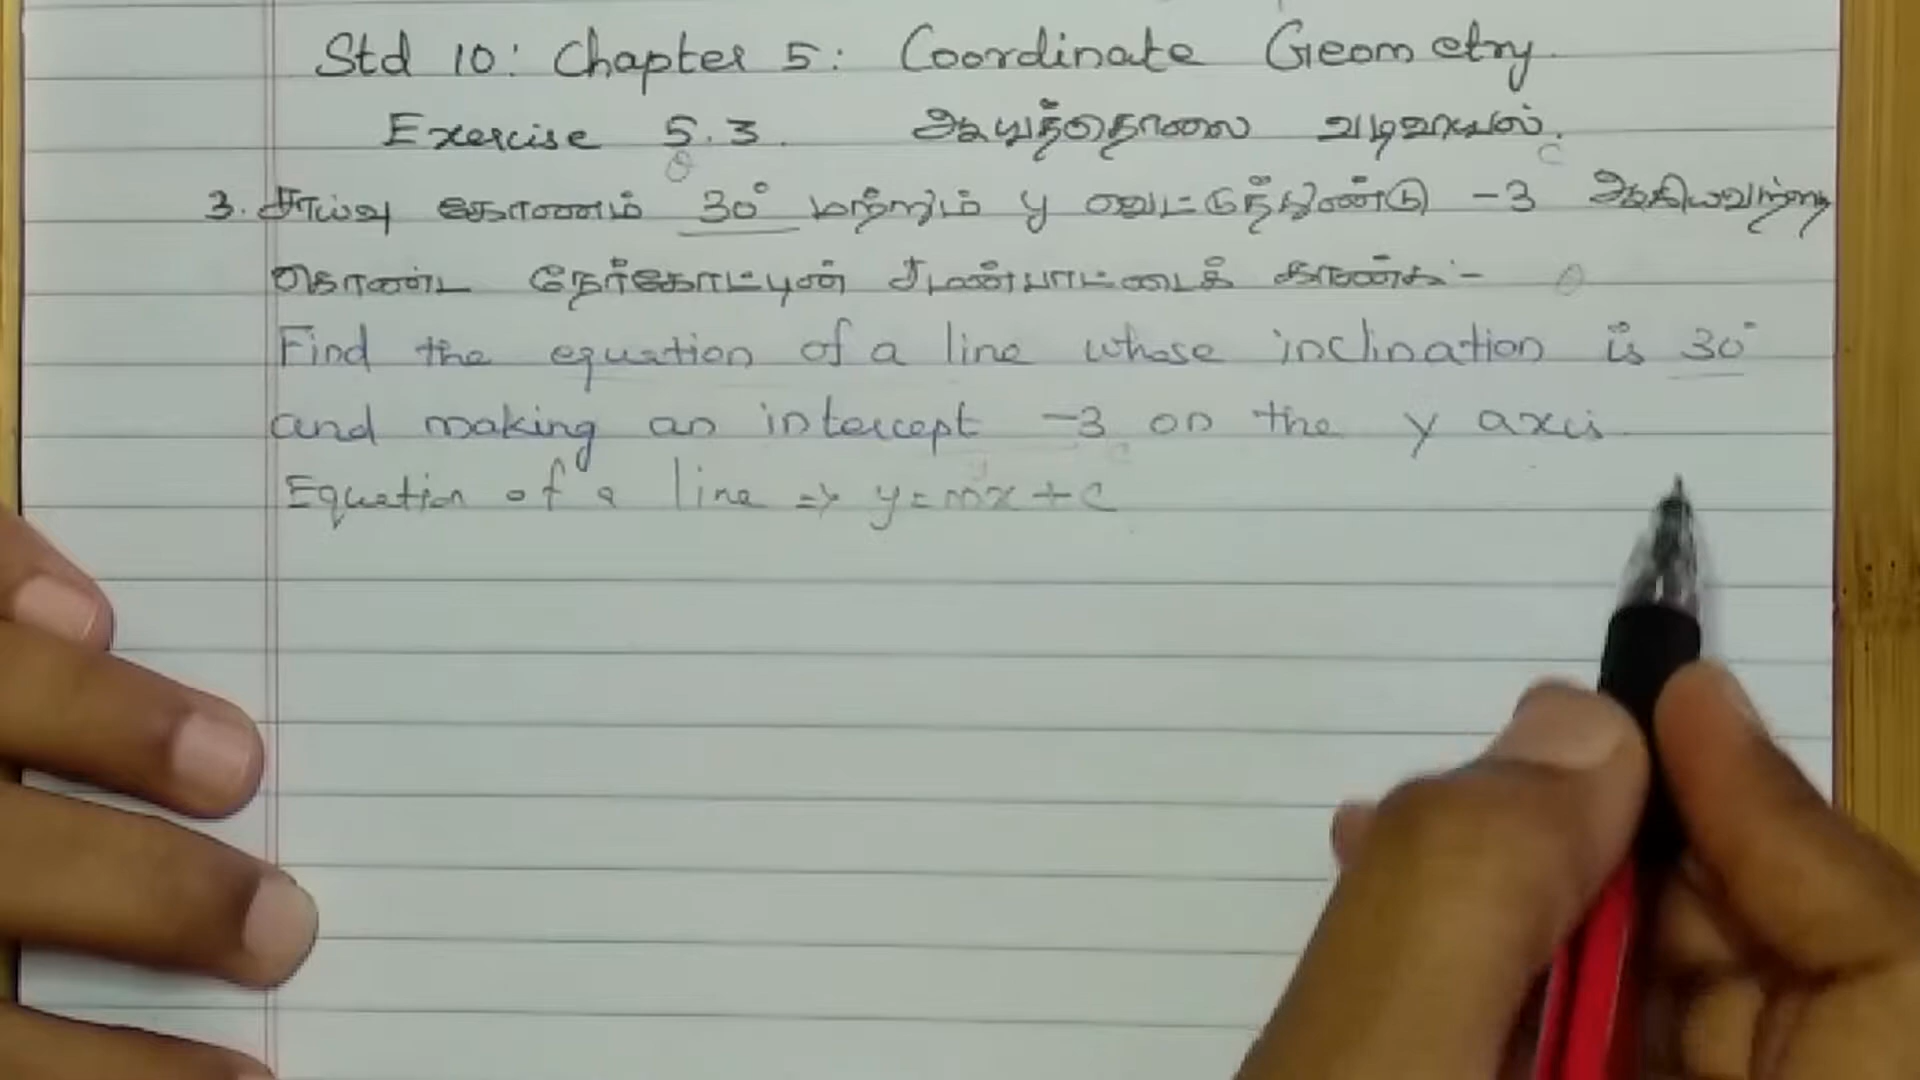 Std 10: Chapter 5: Coordinate Geometry.
Exercise 5.3. ஆயத்தொலை வடிவியல்.
θ c
3. சாய்வு கோணம் 30° மற்றும் y வெட்டுத்துண்டு -3 ஆகியவற்றை
கொண்ட நேர்கோட்டின் சமன்பாட்டைக் காண்க:- θ
Find the equation of a line whose inclination is 30°
and making an intercept -3 on the y axis.
Equation of a line ⇒ y=mx+c